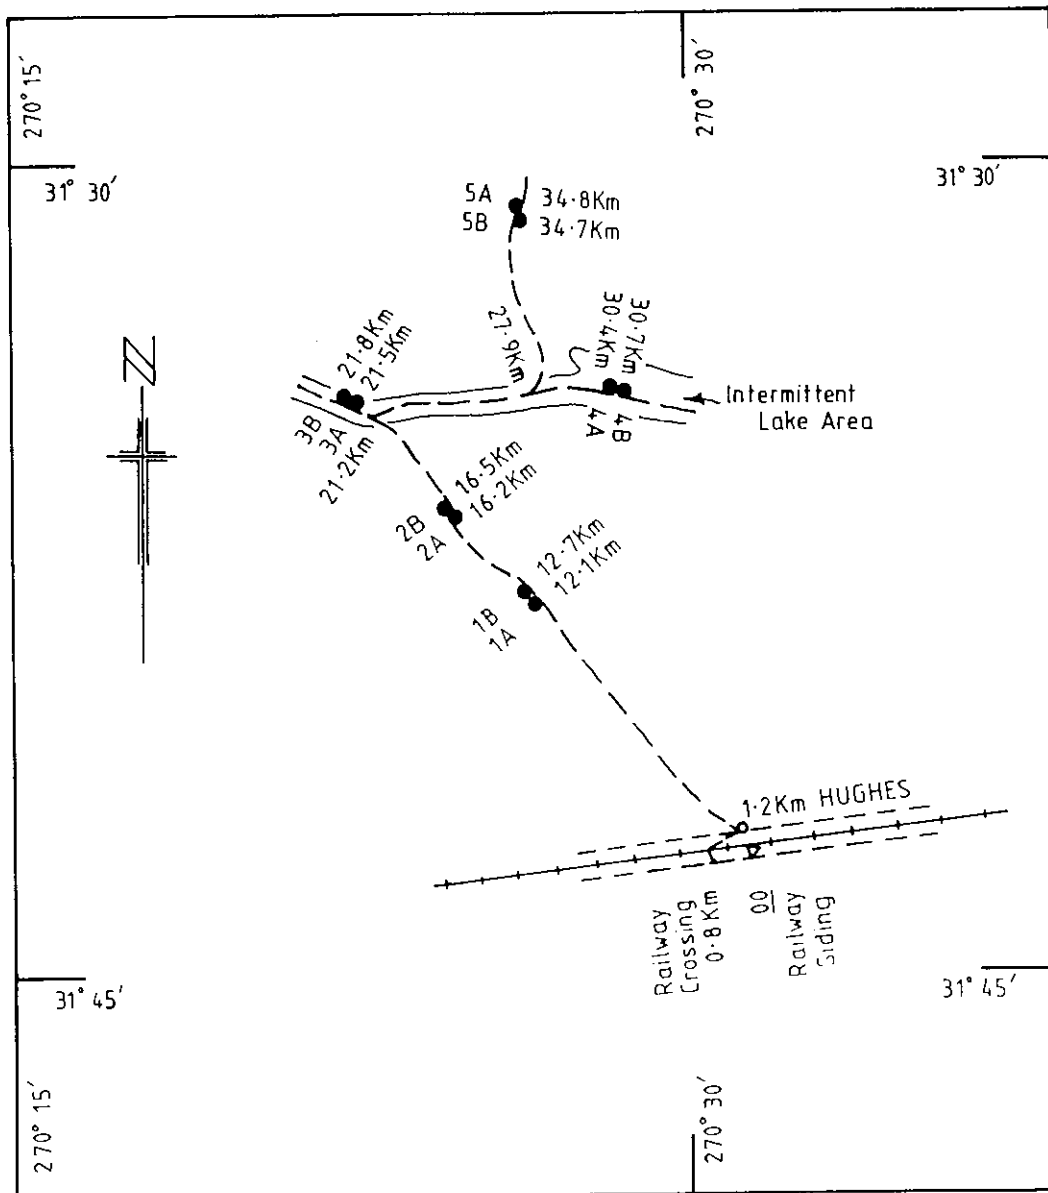 270° 15'
270° 30'
31° 30'
31° 30'
5A 34·8Km
5B 34·7Km
27·9Km
30·7Km
30·4Km
4B
4A
21·8Km
21·5Km
3B
3A
21·2Km
Intermittent
Lake Area
N
16·5Km
16·2Km
2B
2A
12·7Km
12·1Km
1B
1A
1·2Km HUGHES
Railway
Crossing
0·8Km
00
Railway
Siding
31° 45'
31° 45'
270° 15'
270° 30'